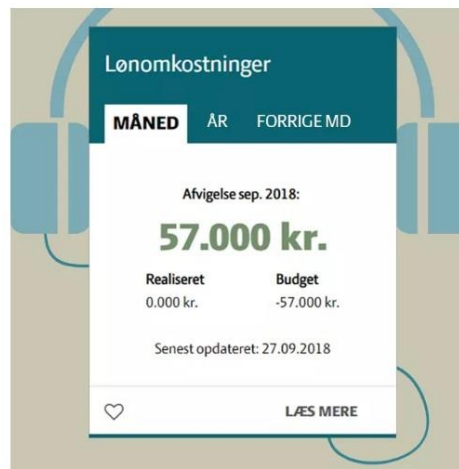 Lønomkostninger
MÅNED ÅR FORRIGE MD
Afvigelse sep. 2018:
57.000 kr.
Realiseret Budget
0.000 kr. -57.000 kr.
Senest opdateret: 27.09.2018
LÆS MERE